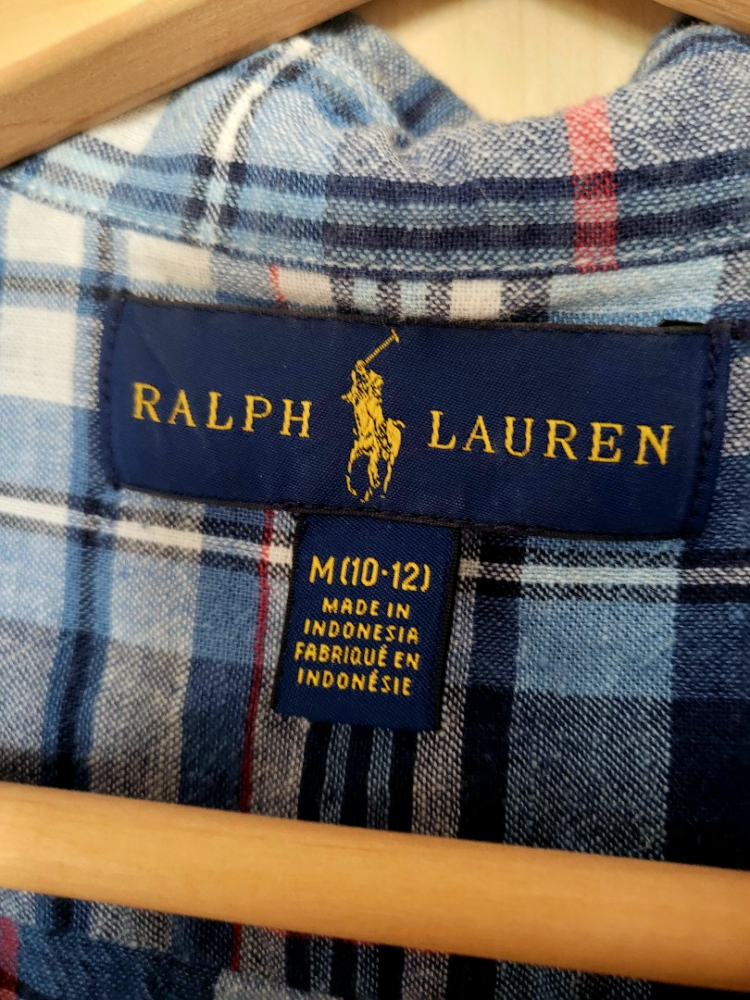 RALPH LAUREN
M(10-12)
MADE IN
INDONESIA
FABRIQUÉ EN
INDONÉSIE